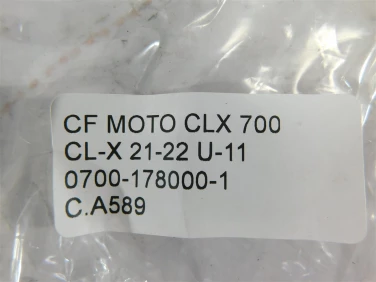 CF MOTO CLX 700
CL-X 21-22 U-11
0700-178000-1
C.A589